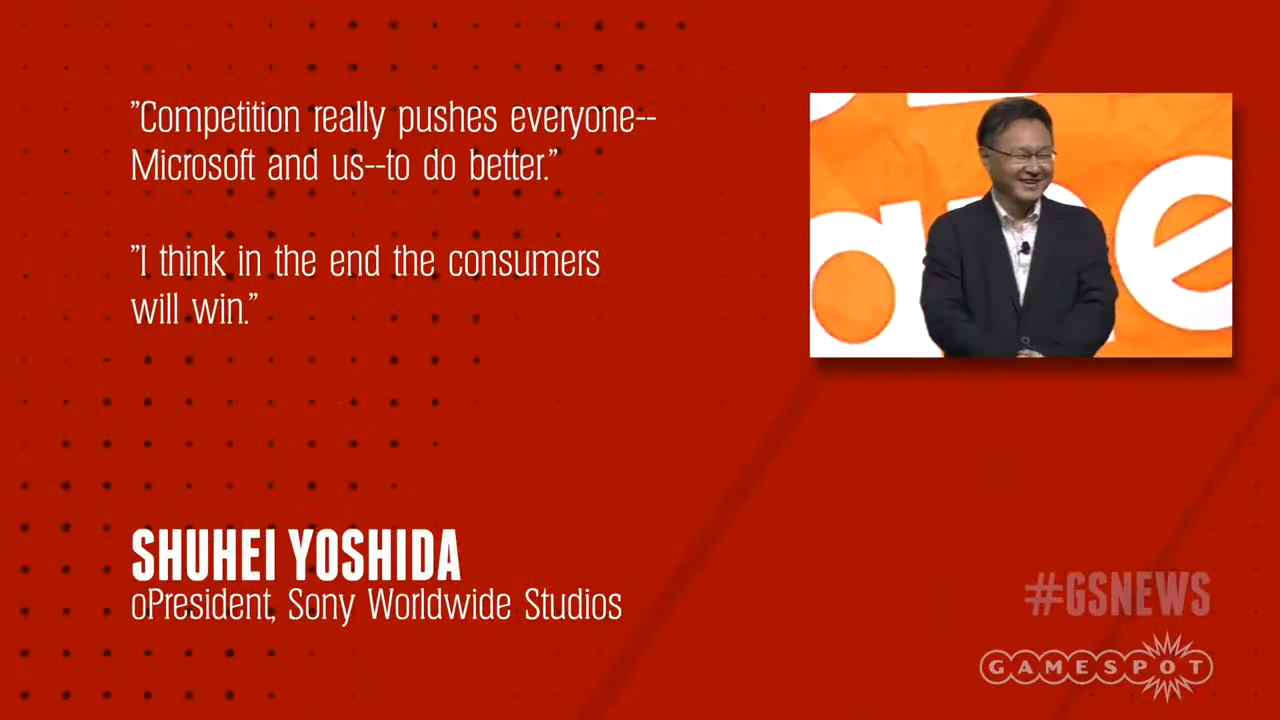 ”Competition really pushes everyone--
Microsoft and us--to do better.”
”I think in the end the consumers
will win.”
SHUHEI YOSHIDA
oPresident, Sony Worldwide Studios
#GSNEWS
GAMESPOT